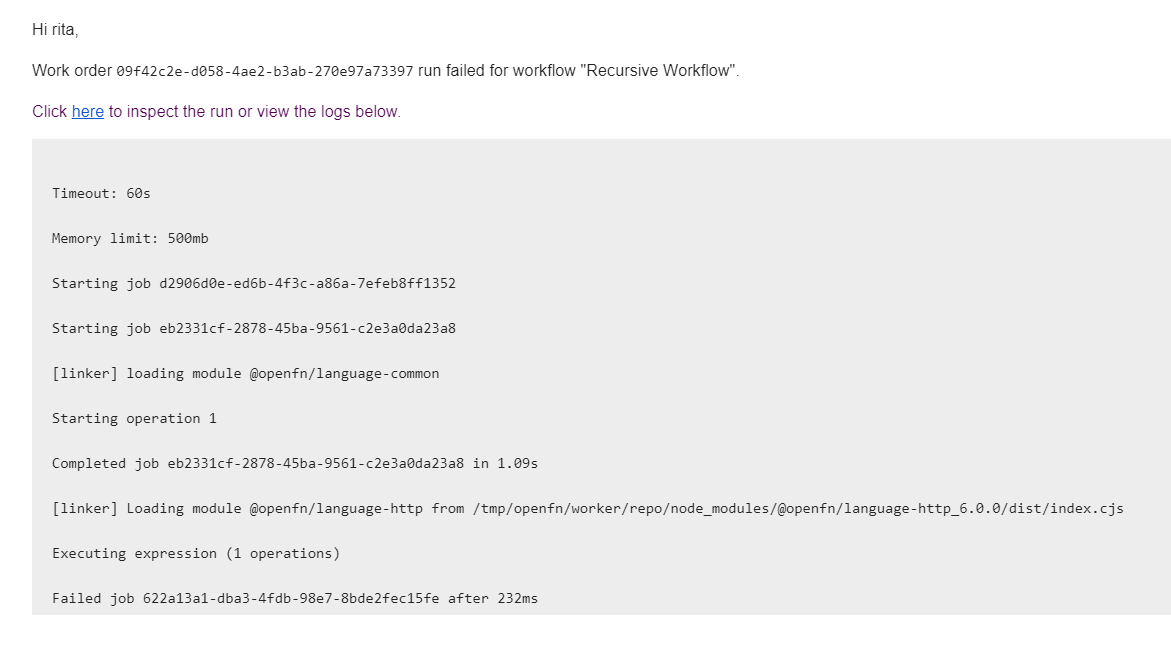 Hi rita,
Work order 09f42c2e-d058-4ae2-b3ab-270e97a73397 run failed for workflow "Recursive Workflow".
Click here to inspect the run or view the logs below.
Timeout: 60s
Memory limit: 500mb
Starting job d2906d0e-ed6b-4f3c-a86a-7efeb8ff1352
Starting job eb2331cf-2878-45ba-9561-c2e3a0da23a8
[linker] loading module @openfn/language-common
Starting operation 1
Completed job eb2331cf-2878-45ba-9561-c2e3a0da23a8 in 1.09s
[linker] Loading module @openfn/language-http from /tmp/openfn/worker/repo/node_modules/@openfn/language-http_6.0.0/dist/index.cjs
Executing expression (1 operations)
Failed job 622a13a1-dba3-4fdb-98e7-8bde2fec15fe after 232ms